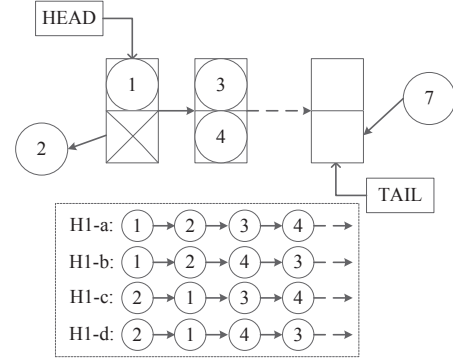 HEAD
1
3
4
2
7
TAIL
H1-a: 1 2 3 4
H1-b: 1 2 4 3
H1-c: 2 1 3 4
H1-d: 2 1 4 3